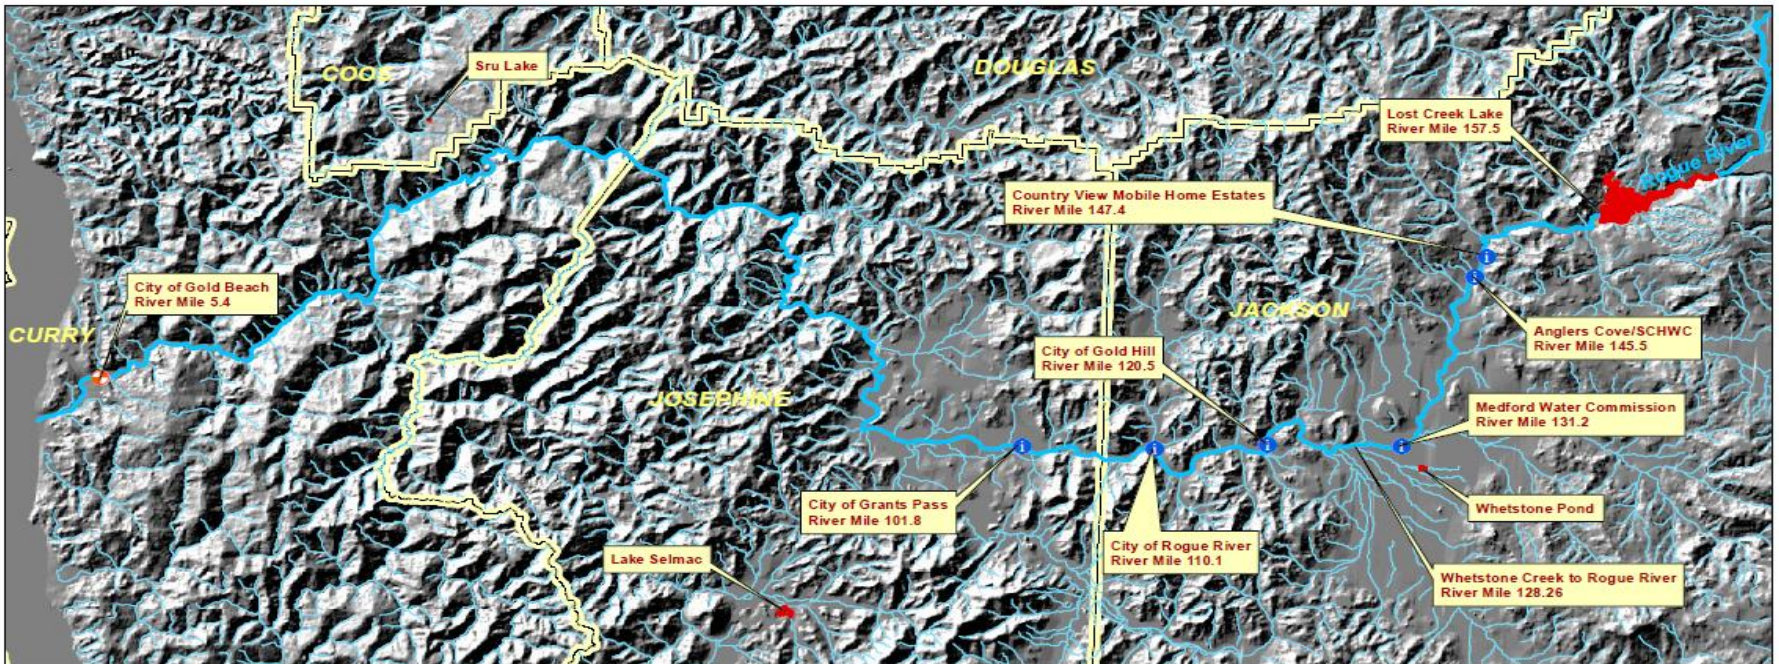 COOS
Sru Lake
DOUGLAS
Lost Creek Lake
River Mile 157.5
Rogue River
Country View Mobile Home Estates
River Mile 147.4
City of Gold Beach
River Mile 5.4
CURRY
JACKSON
Anglers Cove/SCHWC
River Mile 145.5
City of Gold Hill
River Mile 120.5
JOSEPHINE
Medford Water Commission
River Mile 131.2
City of Grants Pass
River Mile 101.8
Whetstone Pond
City of Rogue River
River Mile 110.1
Lake Selmac
Whetstone Creek to Rogue River
River Mile 128.26